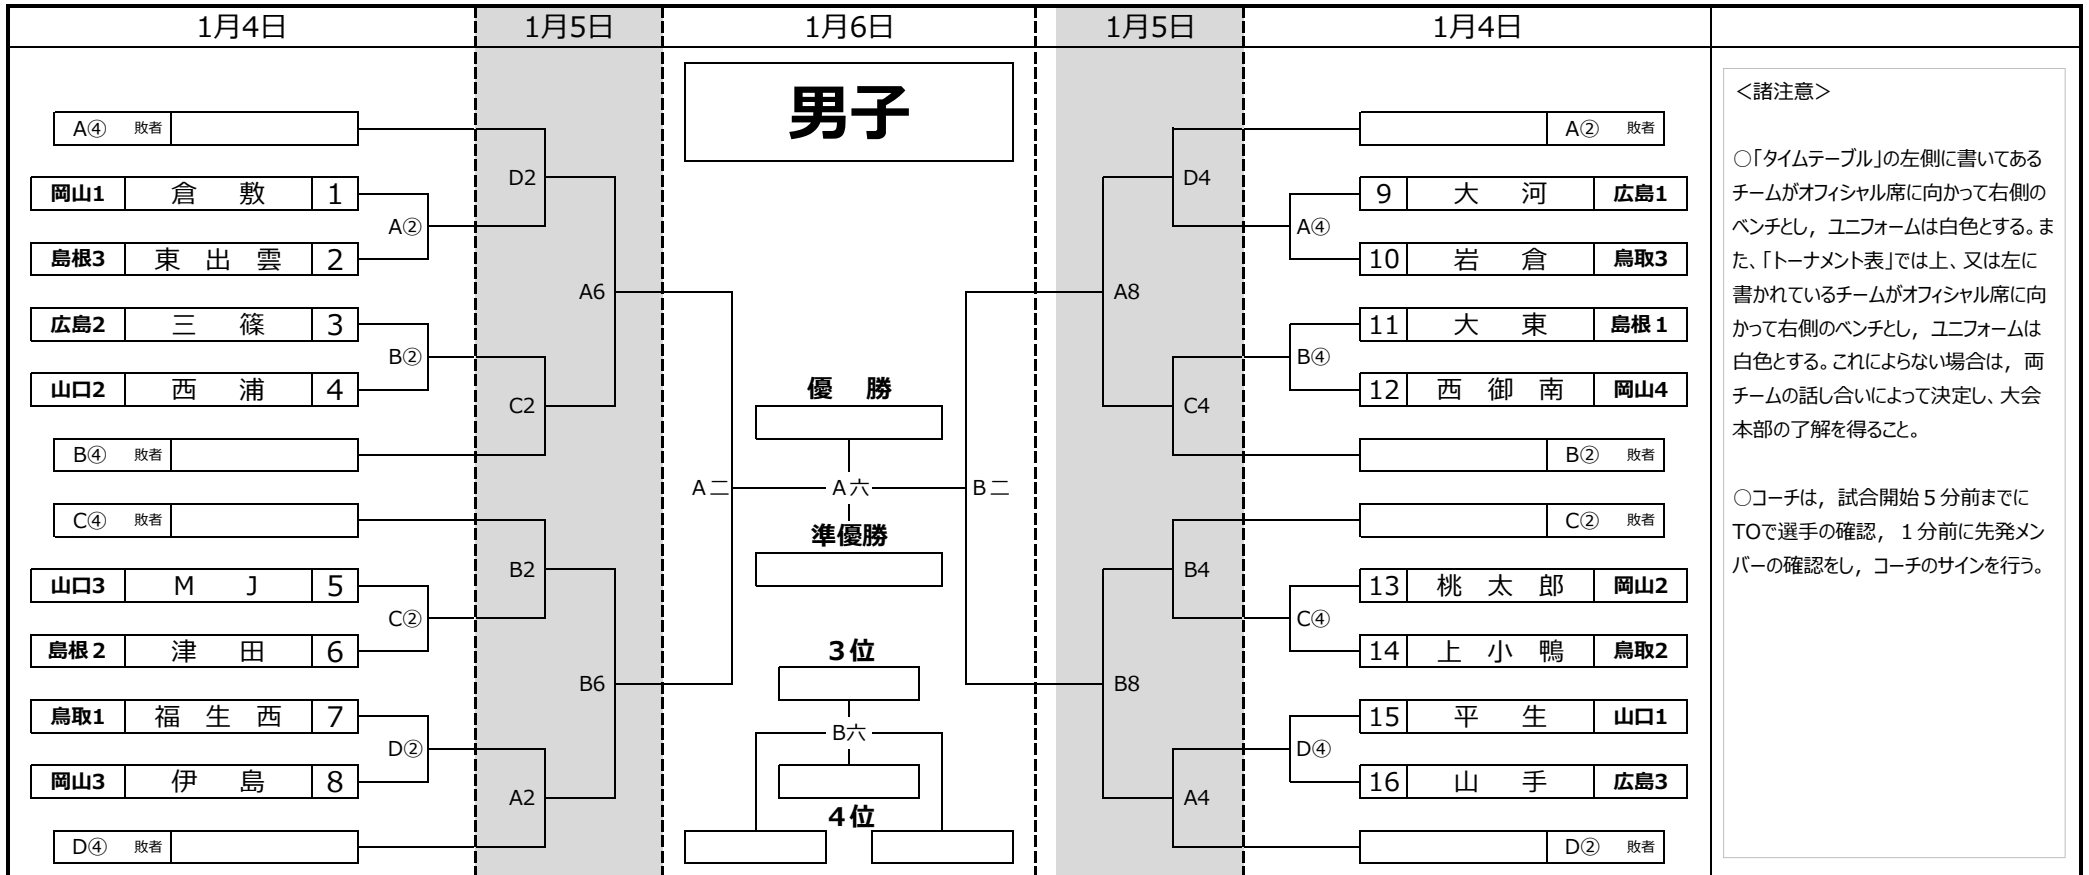 1月4日 1月5日 1月6日 1月5日 1月4日
男子
A④ 敗者
岡山1 倉 敷 1
A②
島根3 東 出 雲 2
広島2 三 篠 3
B②
山口2 西 浦 4
B④ 敗者
C④ 敗者
山口3 M J 5
C②
島根2 津 田 6
鳥取1 福 生 西 7
D②
岡山3 伊 島 8
D④ 敗者
D2
A6
C2
B2
B6
A2
A二
優 勝
A六
準優勝
3位
B六
4位
B二
D4
A8
C4
B4
B8
A4
A② 敗者
9 大 河 広島1
A④
10 岩 倉 鳥取3
11 大 東 島根1
B④
12 西 御 南 岡山4
B② 敗者
C② 敗者
13 桃 太 郎 岡山2
C④
14 上 小 鴨 鳥取2
15 平 生 山口1
D④
16 山 手 広島3
D② 敗者
＜諸注意＞
○「タイムテーブル」の左側に書いてある
チームがオフィシャル席に向かって右側の
ベンチとし，ユニフォームは白色とする。ま
た、「トーナメント表」では上、又は左に
書かれているチームがオフィシャル席に向
かって右側のベンチとし，ユニフォームは
白色とする。これによらない場合は，両
チームの話し合いによって決定し、大会
本部の了解を得ること。
○コーチは，試合開始５分前までに
TOで選手の確認，１分前に先発メン
バーの確認をし，コーチのサインを行う。